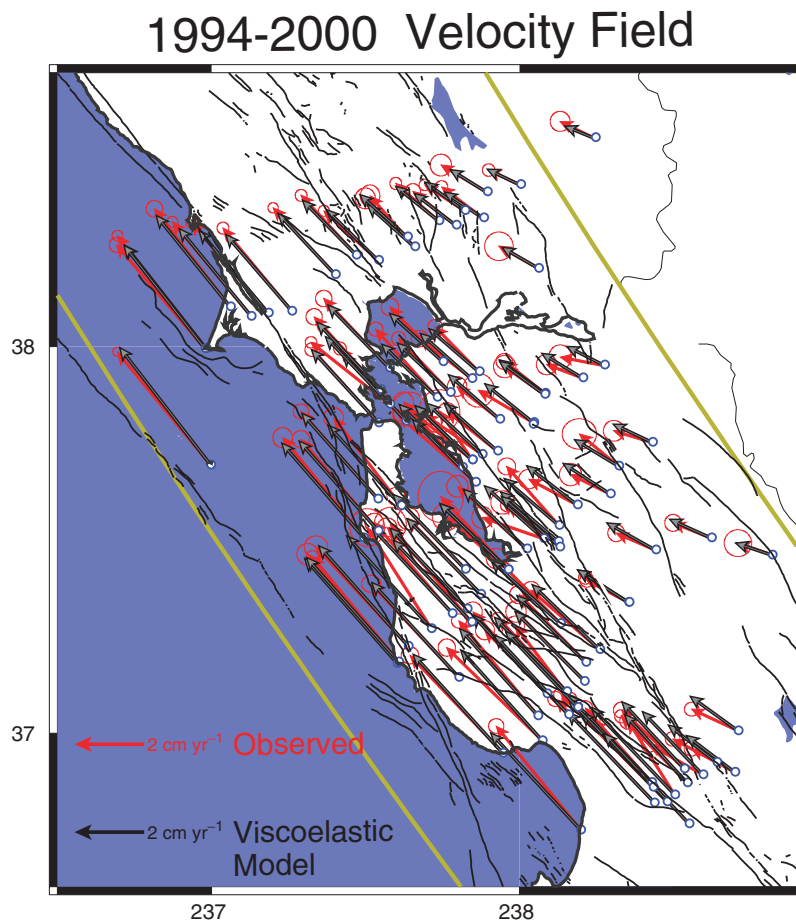 1994-2000 Velocity Field
38
37
2 cm yr⁻¹ Observed
2 cm yr⁻¹ Viscoelastic
Model
237
238